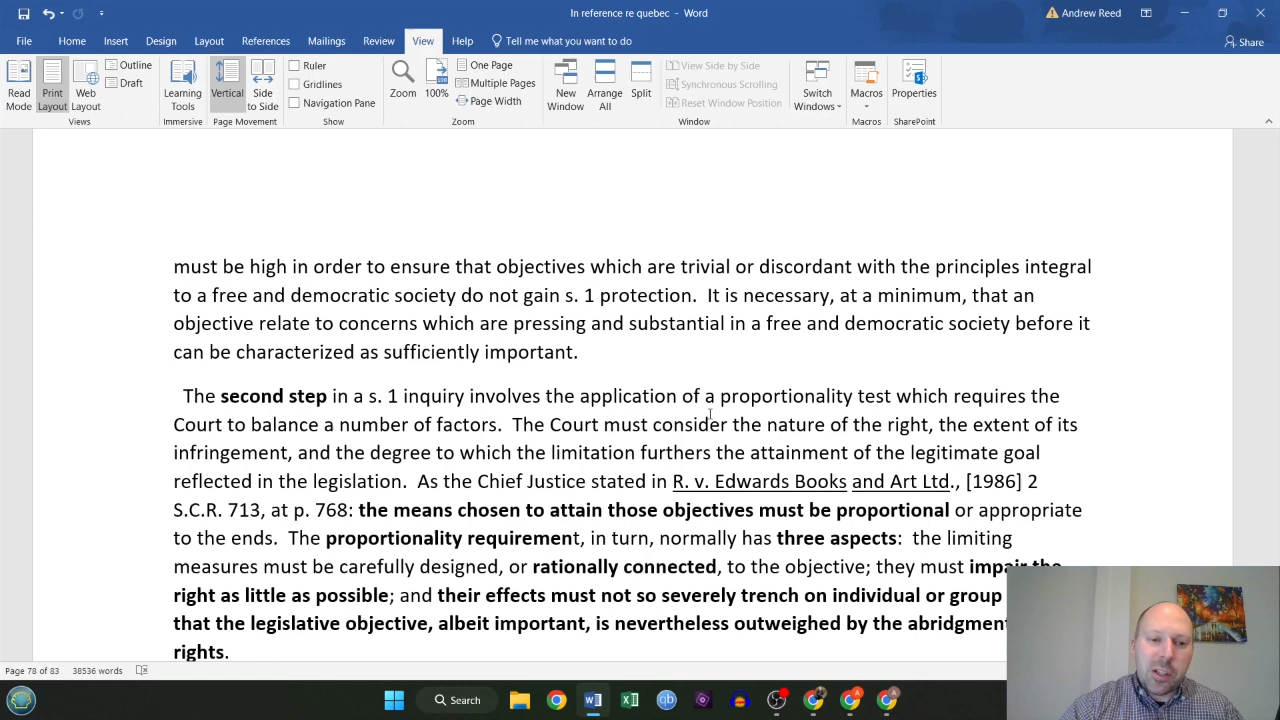 In reference re quebec - Word
Andrew Reed
File Home Insert Design Layout References Mailings Review View Help Tell me what you want to do Share
Read Mode
Print Layout
Web Layout
Outline
Draft
Views
Learning Tools
Immersive
Vertical
Side to Side
Page Movement
Ruler
Gridlines
Navigation Pane
Show
Zoom
100%
One Page
Multiple Pages
Page Width
Zoom
New Window
Arrange All
Split
View Side by Side
Synchronous Scrolling
Reset Window Position
Switch Windows
Window
Macros
Macros
Properties
SharePoint
must be high in order to ensure that objectives which are trivial or discordant with the principles integral
to a free and democratic society do not gain s. 1 protection. It is necessary, at a minimum, that an
objective relate to concerns which are pressing and substantial in a free and democratic society before it
can be characterized as sufficiently important.
The second step in a s. 1 inquiry involves the application of a proportionality test which requires the
Court to balance a number of factors. The Court must consider the nature of the right, the extent of its
infringement, and the degree to which the limitation furthers the attainment of the legitimate goal
reflected in the legislation. As the Chief Justice stated in R. v. Edwards Books and Art Ltd., [1986] 2
S.C.R. 713, at p. 768: the means chosen to attain those objectives must be proportional or appropriate
to the ends. The proportionality requirement, in turn, normally has three aspects: the limiting
measures must be carefully designed, or rationally connected, to the objective; they must impair the
right as little as possible; and their effects must not so severely trench on individual or group
that the legislative objective, albeit important, is nevertheless outweighed by the abridgment
rights.
Page 78 of 83 38536 words
Search